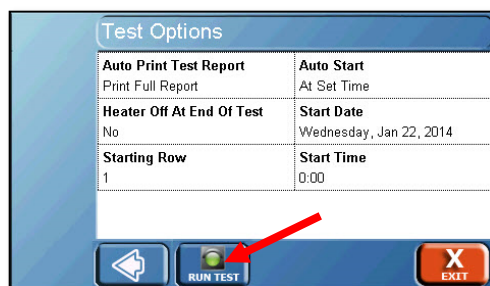 Test Options
Auto Print Test Report
Print Full Report
Auto Start
At Set Time
Heater Off At End Of Test
No
Start Date
Wednesday, Jan 22, 2014
Starting Row
1
Start Time
0:00
RUN TEST
X
EXIT